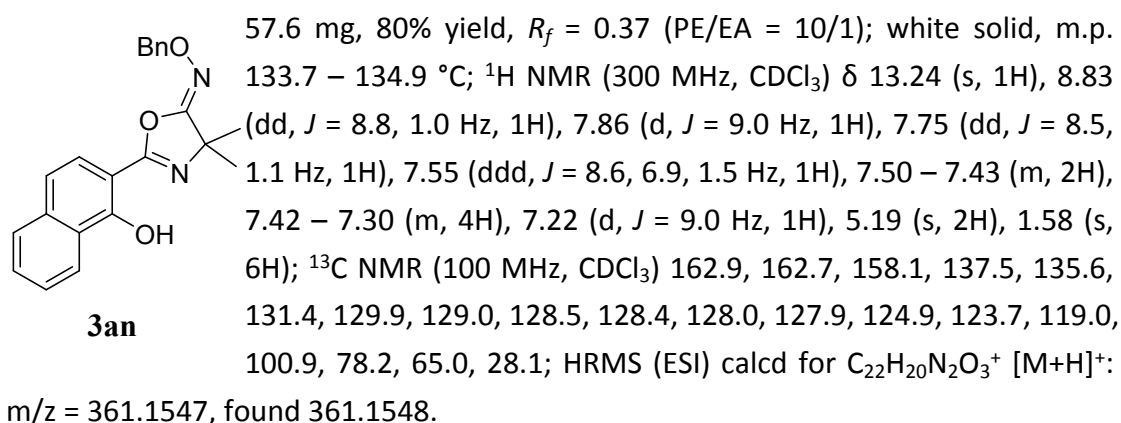 57.6 mg, 80% yield, Rf = 0.37 (PE/EA = 10/1); white solid, m.p.
133.7 – 134.9 °C; ¹H NMR (300 MHz, CDCl₃) δ 13.24 (s, 1H), 8.83
(dd, J = 8.8, 1.0 Hz, 1H), 7.86 (d, J = 9.0 Hz, 1H), 7.75 (dd, J = 8.5,
1.1 Hz, 1H), 7.55 (ddd, J = 8.6, 6.9, 1.5 Hz, 1H), 7.50 – 7.43 (m, 2H),
7.42 – 7.30 (m, 4H), 7.22 (d, J = 9.0 Hz, 1H), 5.19 (s, 2H), 1.58 (s,
6H); ¹³C NMR (100 MHz, CDCl₃) 162.9, 162.7, 158.1, 137.5, 135.6,
131.4, 129.9, 129.0, 128.5, 128.4, 128.0, 127.9, 124.9, 123.7, 119.0,
100.9, 78.2, 65.0, 28.1; HRMS (ESI) calcd for C₂₂H₂₀N₂O₃⁺ [M+H]⁺:
m/z = 361.1547, found 361.1548.
BnO
N
O
N
OH
3an